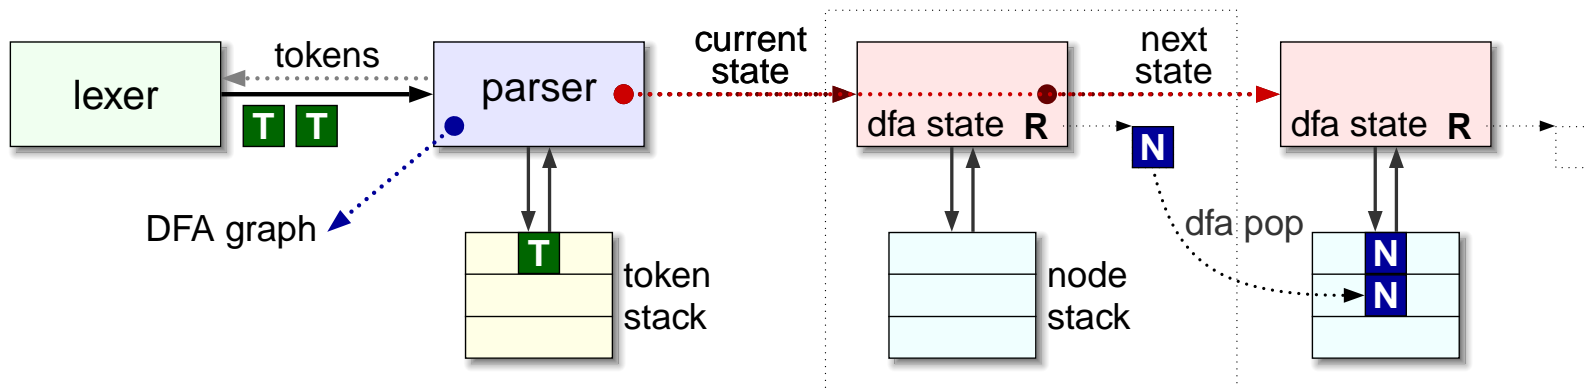 lexer
tokens
T T
parser
current
state
dfa state R
next
state
dfa state R
N
DFA graph
T
token
stack
node
stack
dfa pop
N
N